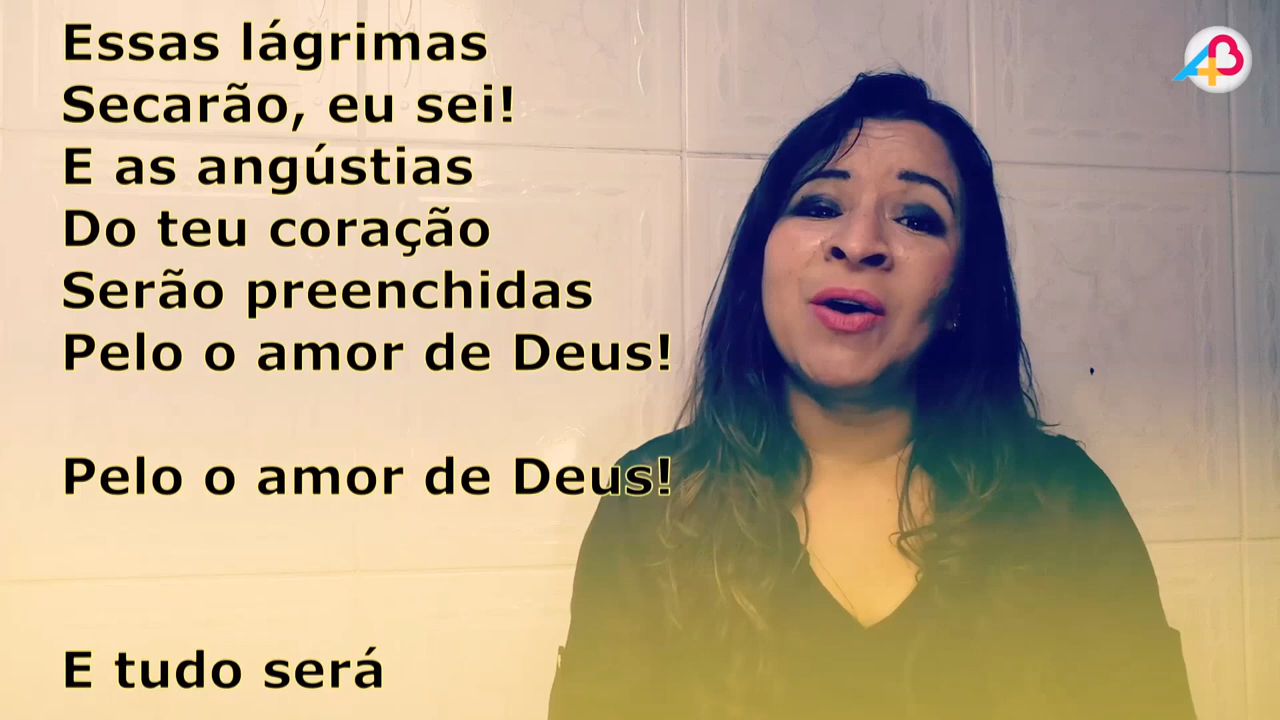 Essas lágrimas
Secarão, eu sei!
E as angústias
Do teu coração
Serão preenchidas
Pelo o amor de Deus!
Pelo o amor de Deus!
E tudo será